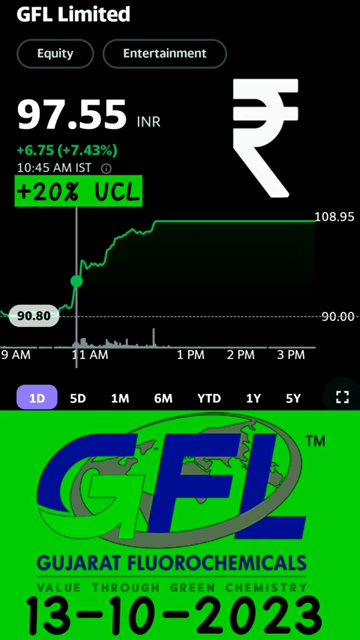 GFL Limited
Equity Entertainment
97.55 INR
₹
+6.75 (+7.43%)
10:45 AM IST
+20% UCL
108.95
90.80
90.00
9 AM 11 AM 1 PM 2 PM 3 PM
1D 5D 1M 6M YTD 1Y 5Y
GFL TM
GUJARAT FLUOROCHEMICALS
VALUE THROUGH GREEN CHEMISTRY
13-10-2023